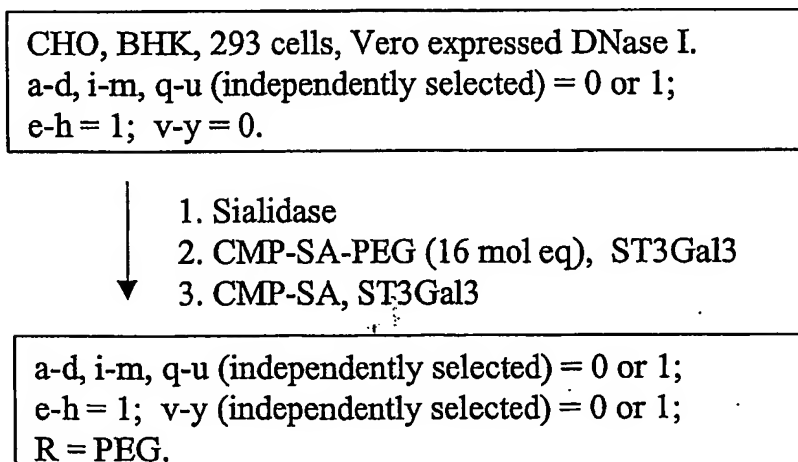 CHO, BHK, 293 cells, Vero expressed DNase I.
a-d, i-m, q-u (independently selected) = 0 or 1;
e-h = 1; v-y = 0.
1. Sialidase
2. CMP-SA-PEG (16 mol eq), ST3Gal3
3. CMP-SA, ST3Gal3
a-d, i-m, q-u (independently selected) = 0 or 1;
e-h = 1; v-y (independently selected) = 0 or 1;
R = PEG.